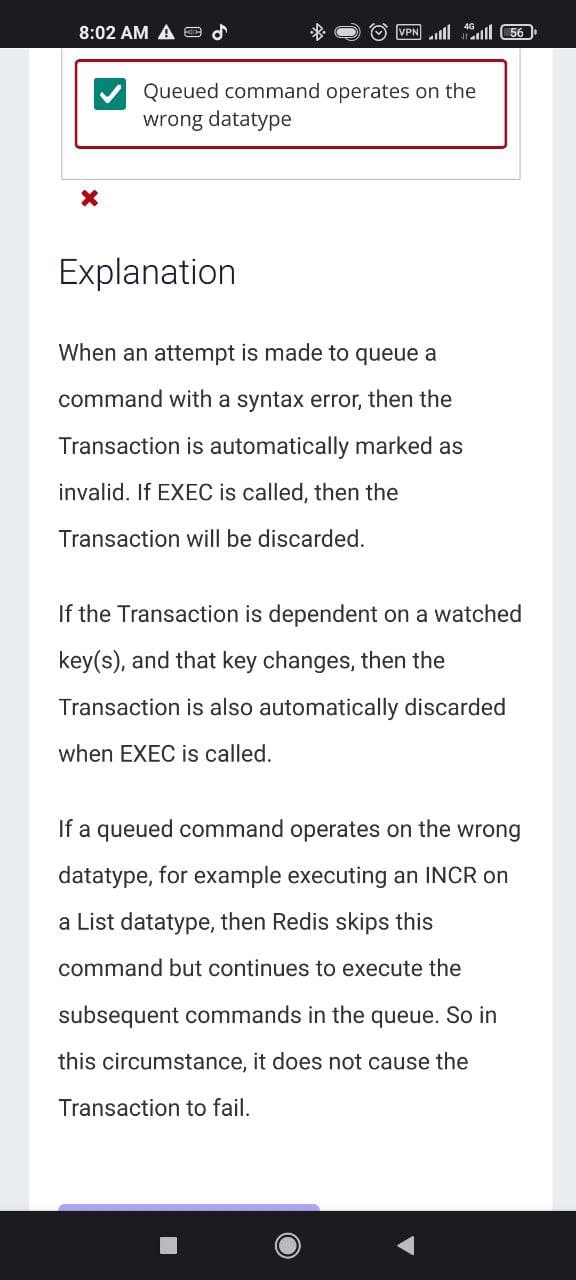 8:02 AM VPN 4G 56
Queued command operates on the
wrong datatype
Explanation
When an attempt is made to queue a
command with a syntax error, then the
Transaction is automatically marked as
invalid. If EXEC is called, then the
Transaction will be discarded.
If the Transaction is dependent on a watched
key(s), and that key changes, then the
Transaction is also automatically discarded
when EXEC is called.
If a queued command operates on the wrong
datatype, for example executing an INCR on
a List datatype, then Redis skips this
command but continues to execute the
subsequent commands in the queue. So in
this circumstance, it does not cause the
Transaction to fail.